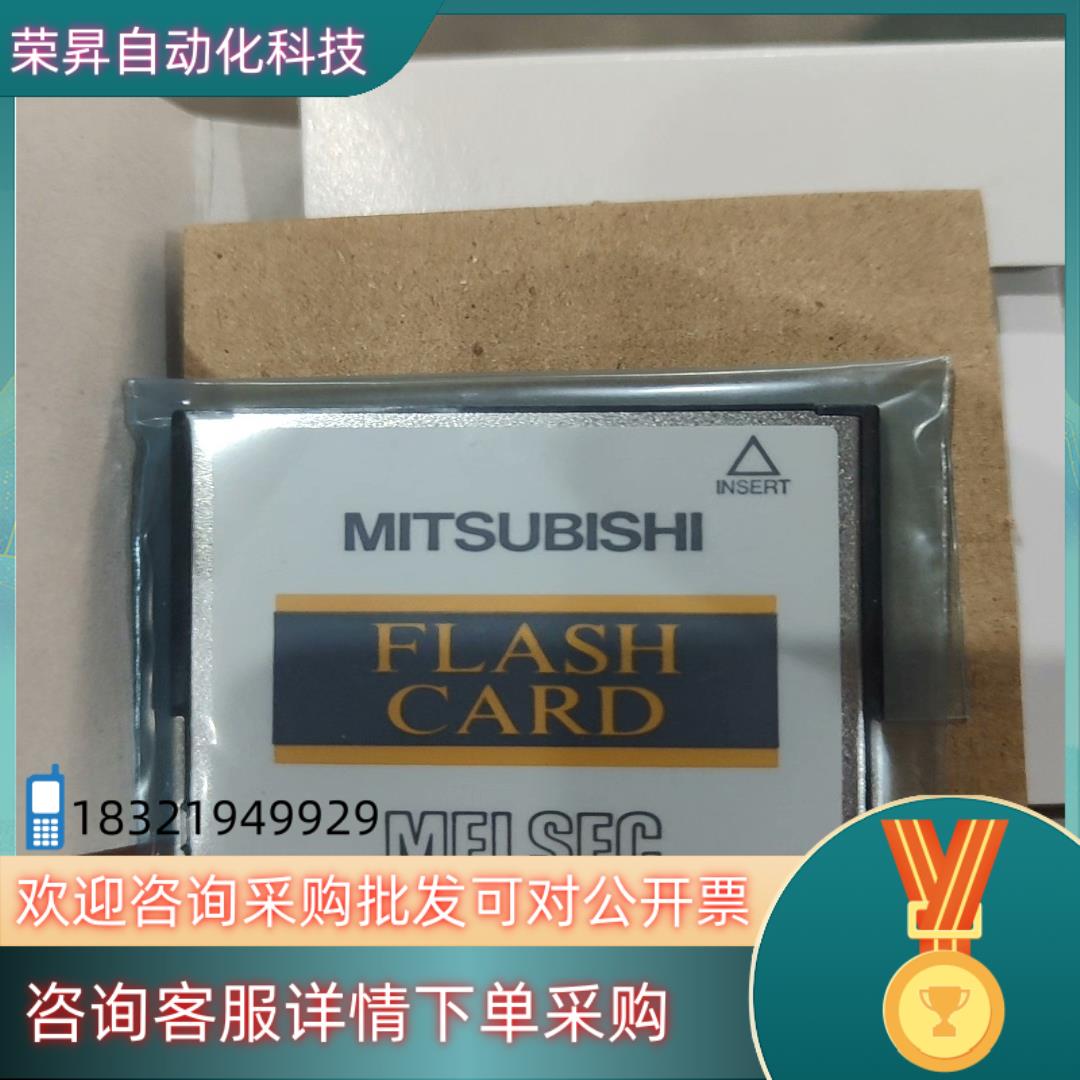 荣昇自动化科技
INSERT
MITSUBISHI
FLASH
CARD
18321949929
MELSEC
欢迎咨询采购批发可对公开票
咨询客服详情下单采购